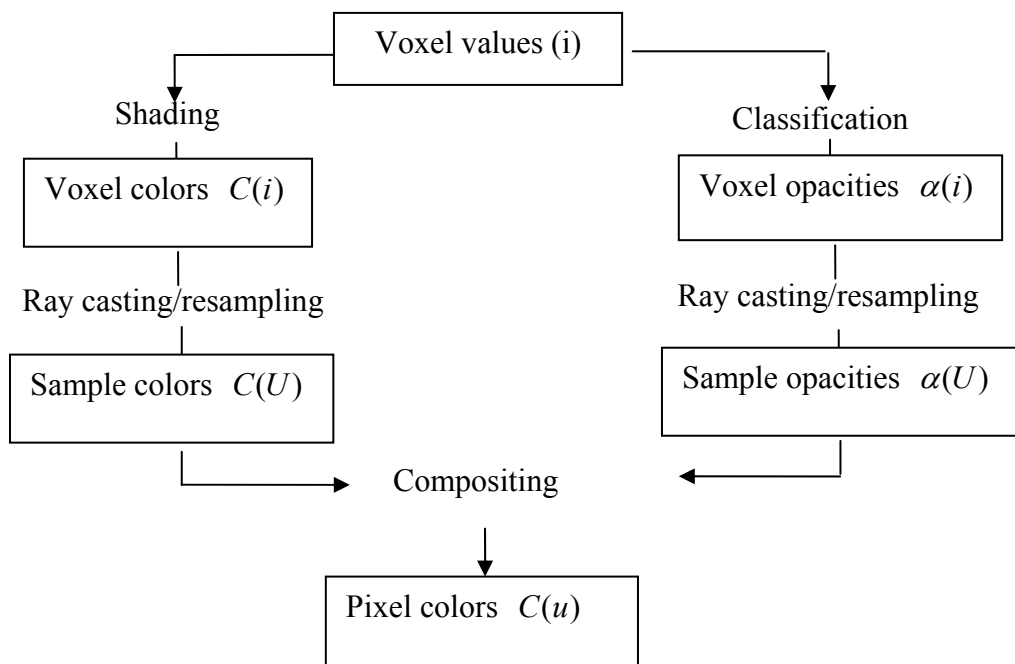 Voxel values (i)
Shading
Classification
Voxel colors C(i)
Voxel opacities α(i)
Ray casting/resampling
Ray casting/resampling
Sample colors C(U)
Sample opacities α(U)
Compositing
Pixel colors C(u)